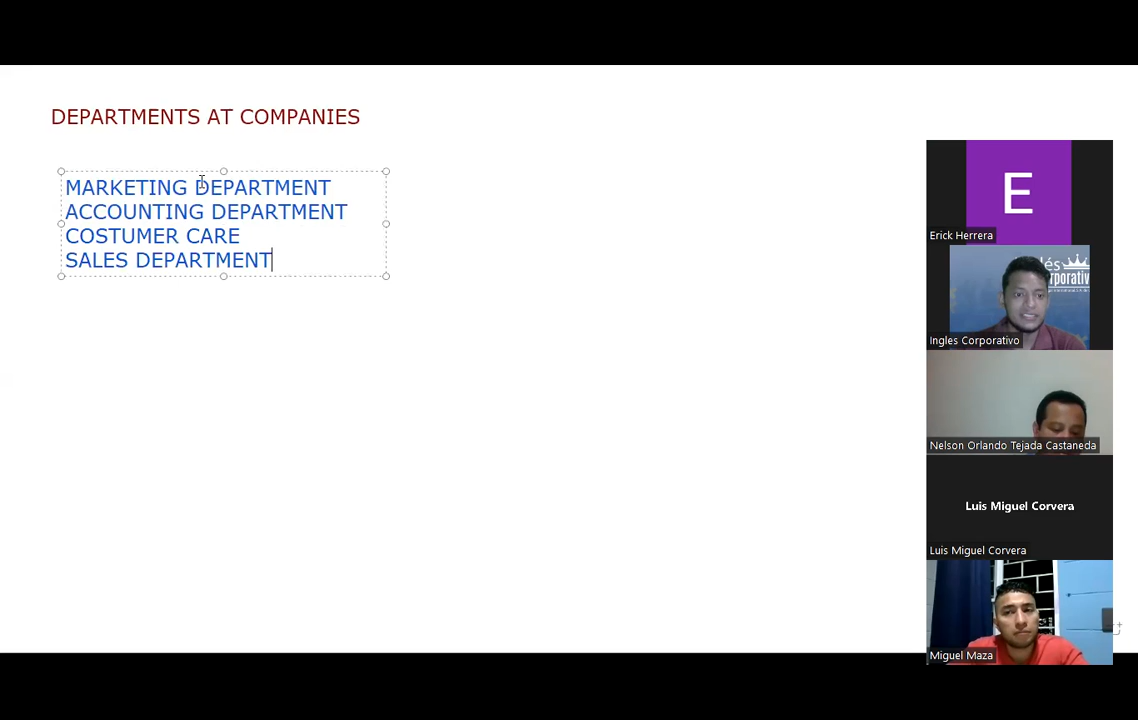 DEPARTMENTS AT COMPANIES
MARKETING DEPARTMENT
ACCOUNTING DEPARTMENT
COSTUMER CARE
SALES DEPARTMENT
E
Erick Herrera
Ingles Corporativo
Nelson Orlando Tejada Castaneda
Luis Miguel Corvera
Luis Miguel Corvera
Miguel Maza